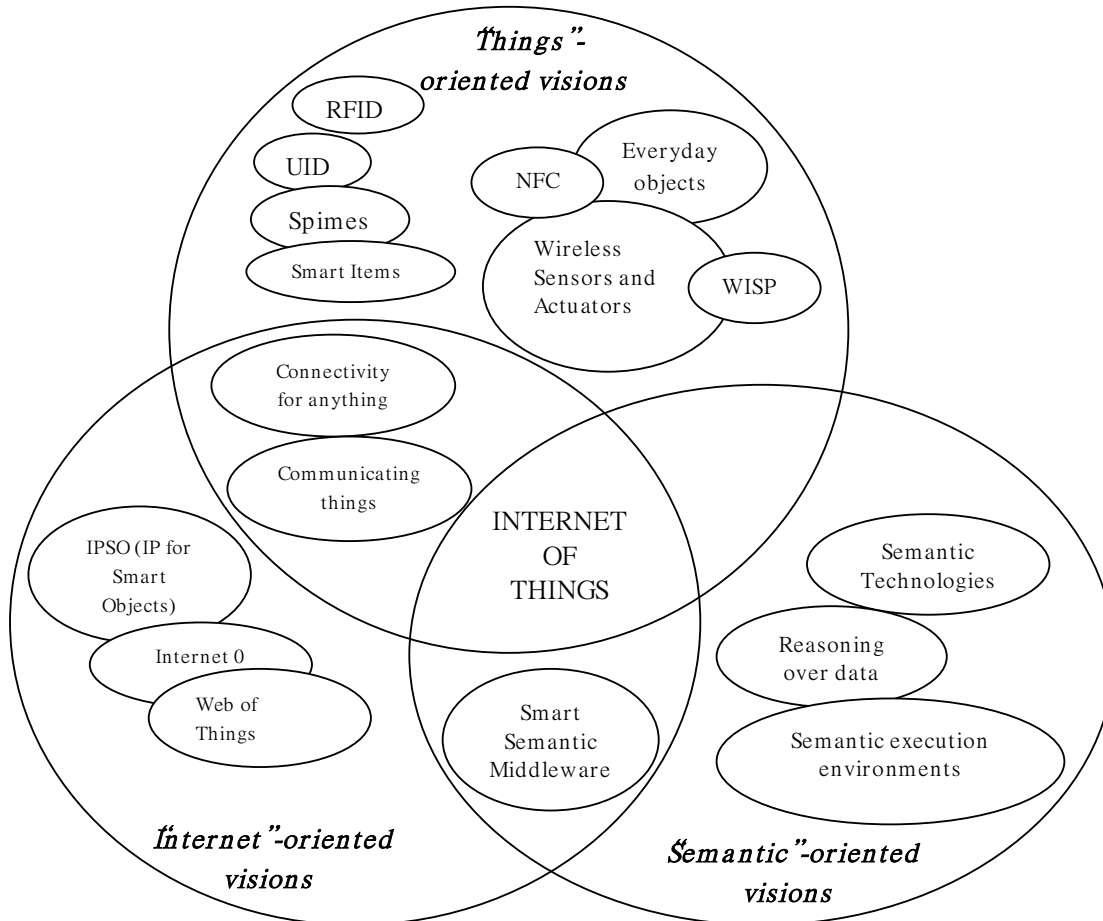 “Things”-
oriented visions
RFID
UID
Spimes
Smart Items
NFC
Everyday
objects
Wireless
Sensors and
Actuators
WISP
Connectivity
for anything
Communicating
things
INTERNET
OF
THINGS
IPSO (IP for
Smart
Objects)
Internet 0
Web of
Things
Semantic
Technologies
Reasoning
over data
Semantic execution
environments
Smart
Semantic
Middleware
“Internet”-oriented
visions
“Semantic”-oriented
visions